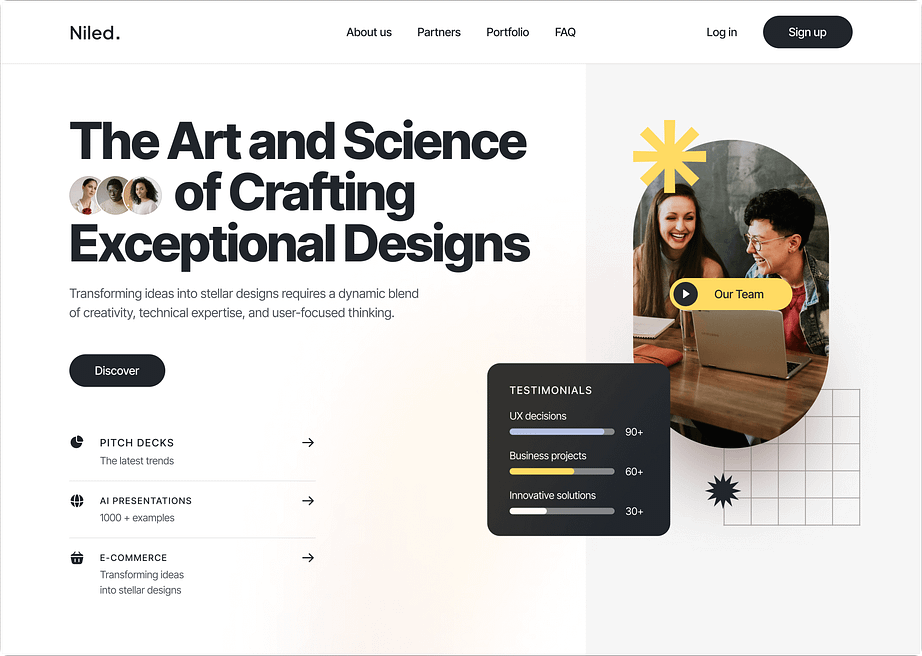 Niled.
About us
Partners
Portfolio
FAQ
Log in
Sign up
The Art and Science
of Crafting
Exceptional Designs
Transforming ideas into stellar designs requires a dynamic blend
of creativity, technical expertise, and user-focused thinking.
Discover
PITCH DECKS
The latest trends
AI PRESENTATIONS
1000 + examples
E-COMMERCE
Transforming ideas
into stellar designs
Our Team
TESTIMONIALS
UX decisions
90+
Business projects
60+
Innovative solutions
30+